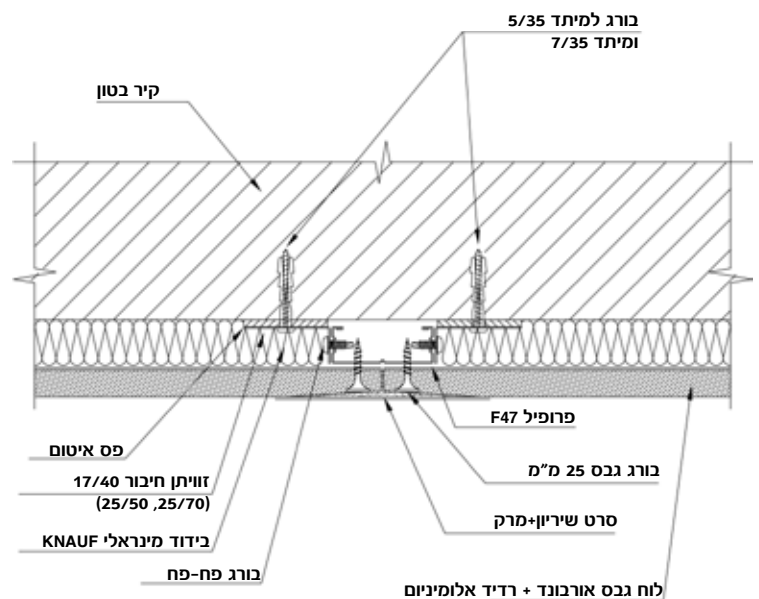 בורג למיתד 5/35
ומיתד 7/35
קיר בטון
פרופיל F47
פס איטום
בורג גבס 25 מ״מ
זוויתן חיבור 17/40
(25/50, 25/70)
סרט שיריון+מרק
בידוד מינראלי KNAUF
בורג פח-פח
לוח גבס אורבונד + רדיד אלומיניום